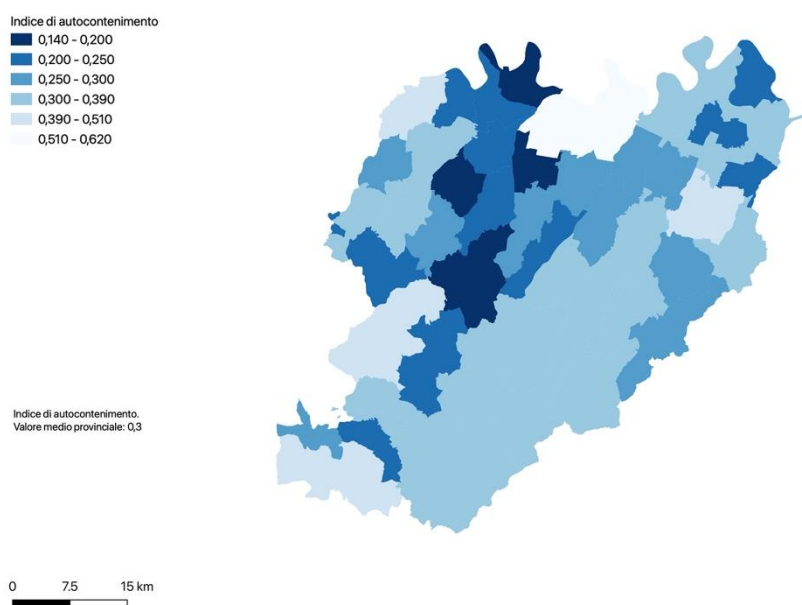 Indice di autocontenimento
0,140 - 0,200
0,200 - 0,250
0,250 - 0,300
0,300 - 0,390
0,390 - 0,510
0,510 - 0,620
Indice di autocontenimento.
Valore medio provinciale: 0,3
0 7.5 15 km